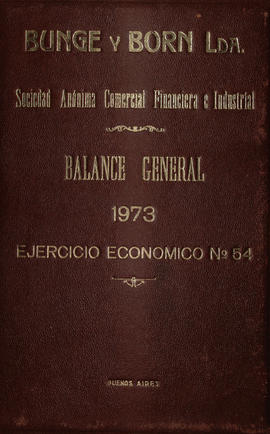 BUNGE Y BORN LDA.
Sociedad Anónima Comercial Financiera e Industrial
BALANCE GENERAL
1973
EJERCICIO ECONOMICO Nº 54
BUENOS AIRES